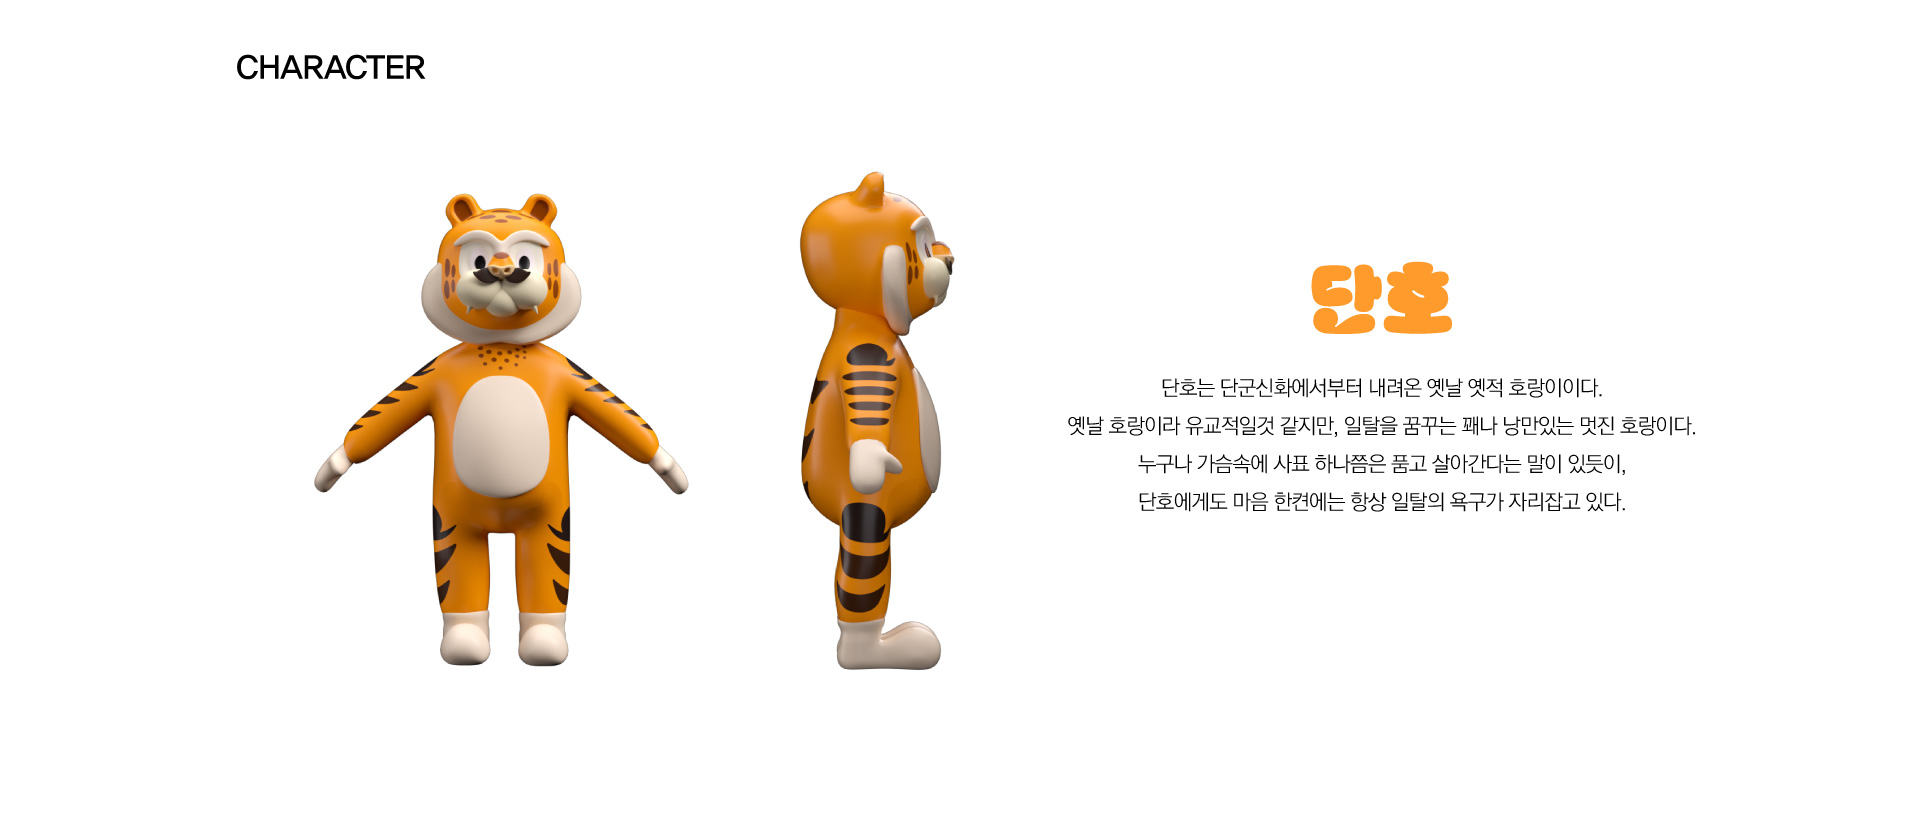 CHARACTER
단호
단호는 단군신화에서부터 내려온 옛날 옛적 호랑이이다.
옛날 호랑이라 유교적일것 같지만, 일탈을 꿈꾸는 꽤나 낭만있는 멋진 호랑이다.
누구나 가슴속에 사표 하나쯤은 품고 살아간다는 말이 있듯이,
단호에게도 마음 한켠에는 항상 일탈의 욕구가 자리잡고 있다.